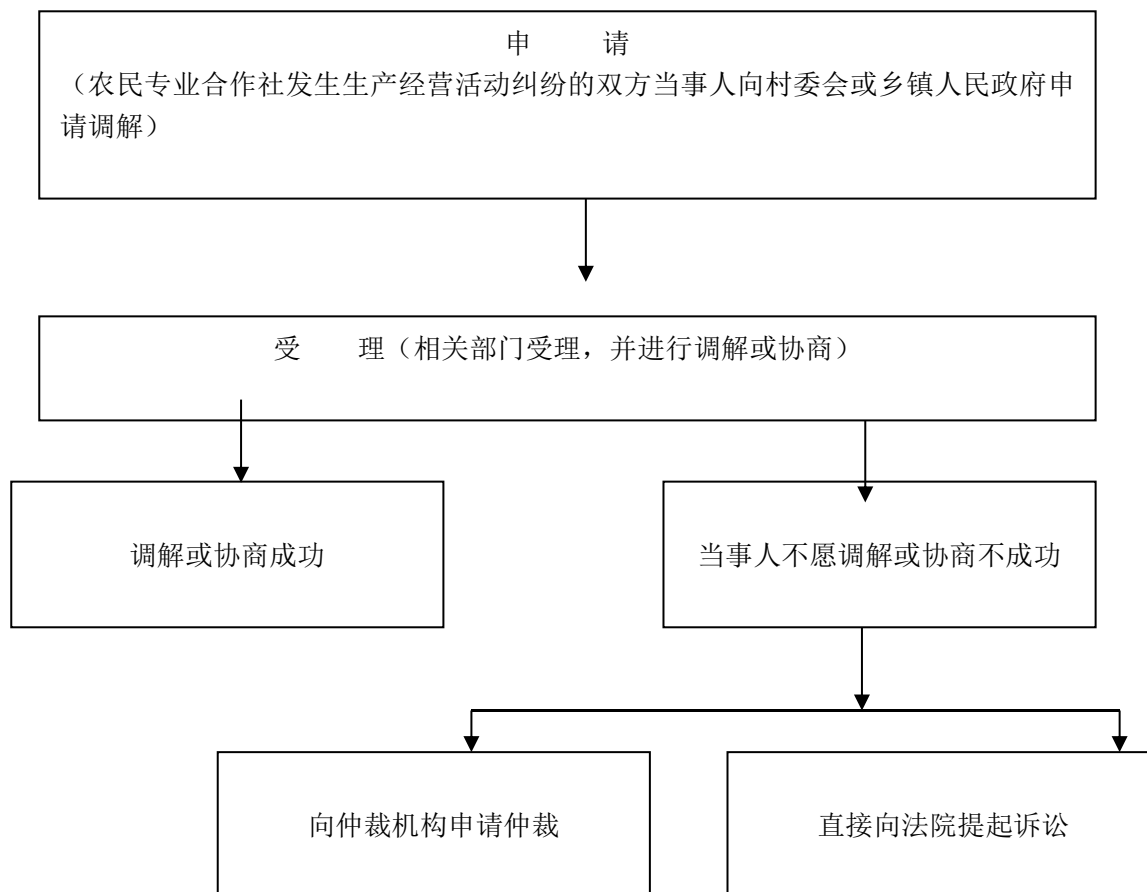 申 请
（农民专业合作社发生生产经营活动纠纷的双方当事人向村委会或乡镇人民政府申
请调解）
受 理（相关部门受理，并进行调解或协商）
调解或协商成功
当事人不愿调解或协商不成功
向仲裁机构申请仲裁
直接向法院提起诉讼